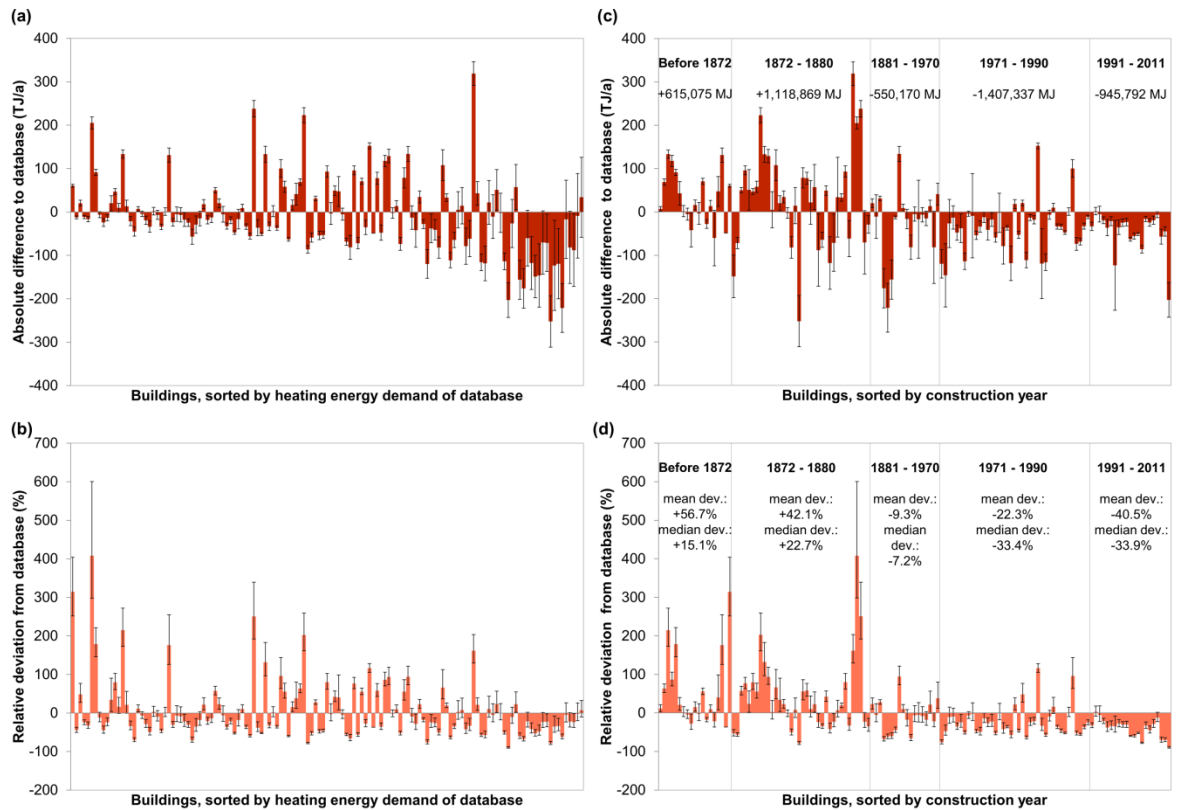 (a)
400
300
200
100
0
-100
-200
-300
-400
Absolute difference to database (TJ/a)
Buildings, sorted by heating energy demand of database
(c)
400
300
200
100
0
-100
-200
-300
-400
Absolute difference to database (TJ/a)
Before 1872
1872 - 1880
1881 - 1970
1971 - 1990
1991 - 2011
+615,075 MJ
+1,118,869 MJ
-550,170 MJ
-1,407,337 MJ
-945,792 MJ
Buildings, sorted by construction year
(b)
700
600
500
400
300
200
100
0
-100
-200
Relative deviation from database (%)
Buildings, sorted by heating energy demand of database
(d)
700
600
500
400
300
200
100
0
-100
-200
Relative deviation from database (%)
Before 1872
mean dev.:
+56.7%
median dev.:
+15.1%
1872 - 1880
mean dev.:
+42.1%
median dev.:
+22.7%
1881 - 1970
mean dev.:
-9.3%
median
dev.:
-7.2%
1971 - 1990
mean dev.:
-22.3%
median dev.:
-33.4%
1991 - 2011
mean dev.:
-40.5%
median dev.:
-33.9%
Buildings, sorted by construction year